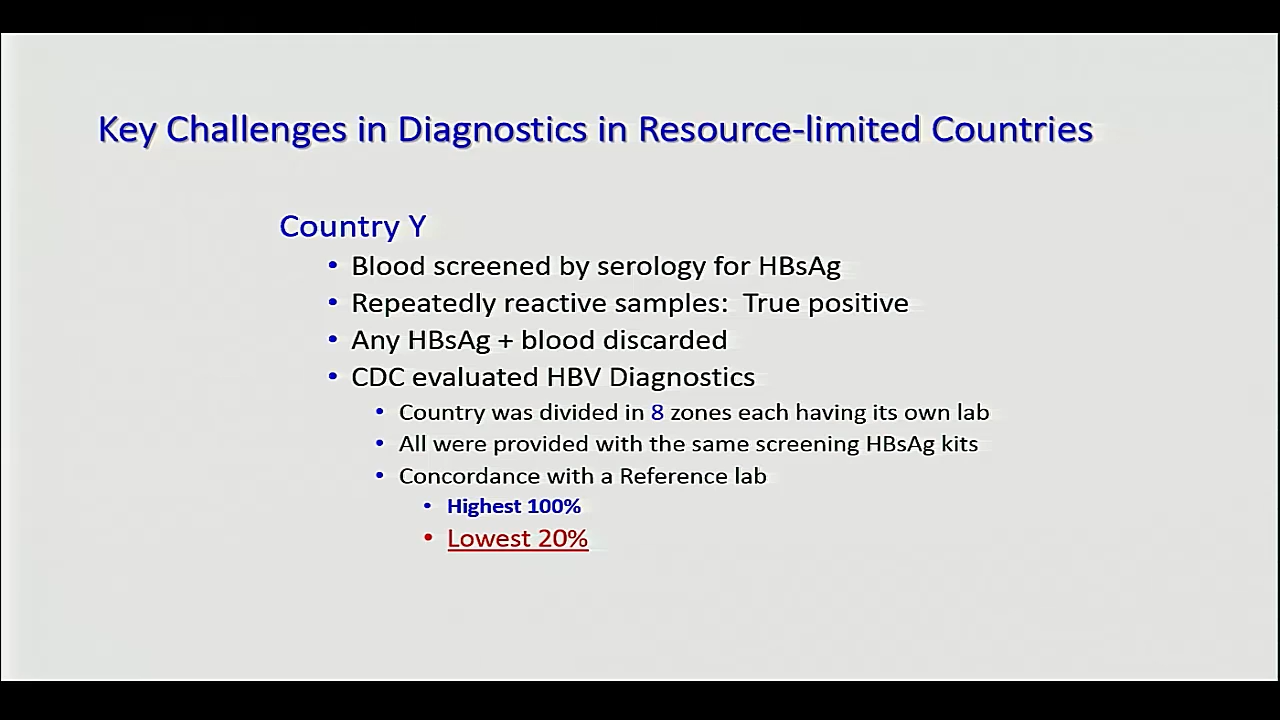 Key Challenges in Diagnostics in Resource-limited Countries
Country Y
• Blood screened by serology for HBsAg
• Repeatedly reactive samples: True positive
• Any HBsAg + blood discarded
• CDC evaluated HBV Diagnostics
• Country was divided in 8 zones each having its own lab
• All were provided with the same screening HBsAg kits
• Concordance with a Reference lab
• Highest 100%
• Lowest 20%